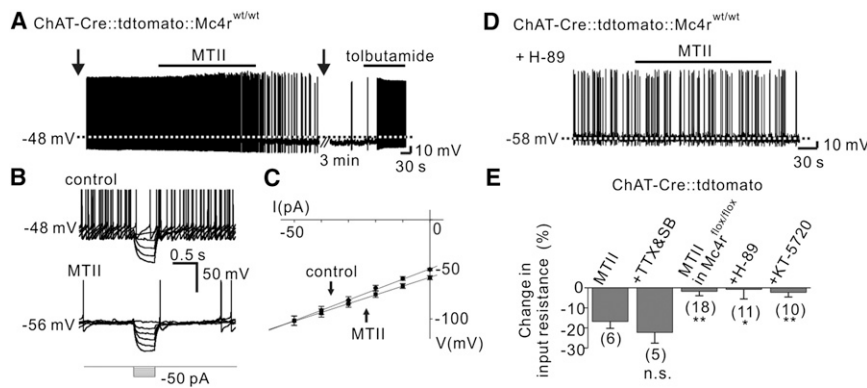 A ChAT-Cre::tdtomato::Mc4r^wt/wt
MTII
tolbutamide
-48 mV
3 min
10 mV
30 s
B control
-48 mV
0.5 s
50 mV
MTII
-56 mV
-50 pA
C
I(pA)
-50
0
control
-50
MTII
-100
V(mV)
D ChAT-Cre::tdtomato::Mc4r^wt/wt
+ H-89
MTII
-58 mV
10 mV
30 s
E
ChAT-Cre::tdtomato
MTII
+TTX&SB
MTII in Mc4r^flox/flox
+H-89
+KT-5720
Change in
input resistance (%)
0
-10
-20
-30
(6)
(5)
(18)
(11)
(10)
**
*
**
n.s.